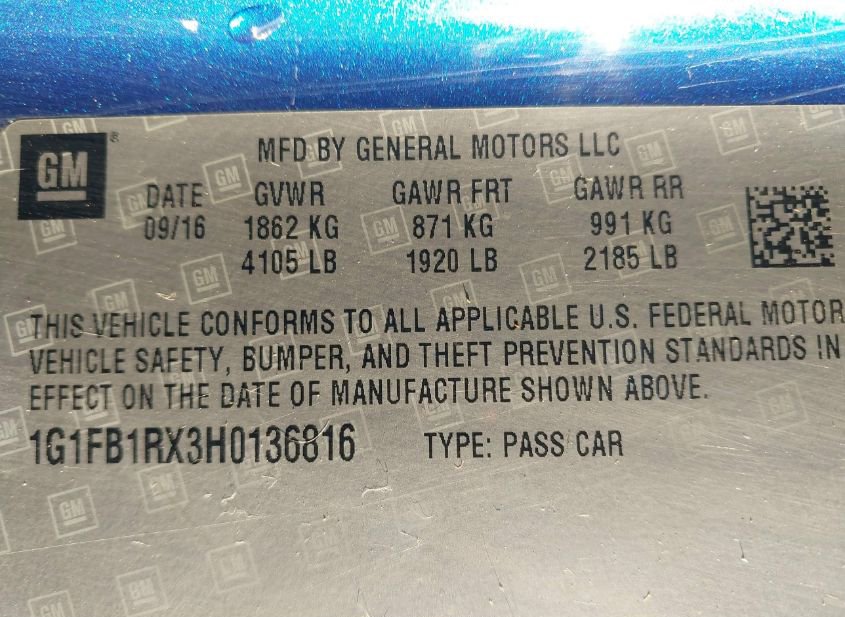 GM® MFD BY GENERAL MOTORS LLC
DATE GVWR GAWR FRT GAWR RR
09/16 1862 KG 871 KG 991 KG
4105 LB 1920 LB 2185 LB
THIS VEHICLE CONFORMS TO ALL APPLICABLE U.S. FEDERAL MOTOR
VEHICLE SAFETY, BUMPER, AND THEFT PREVENTION STANDARDS IN
EFFECT ON THE DATE OF MANUFACTURE SHOWN ABOVE.
1G1FB1RX3H0136816 TYPE: PASS CAR